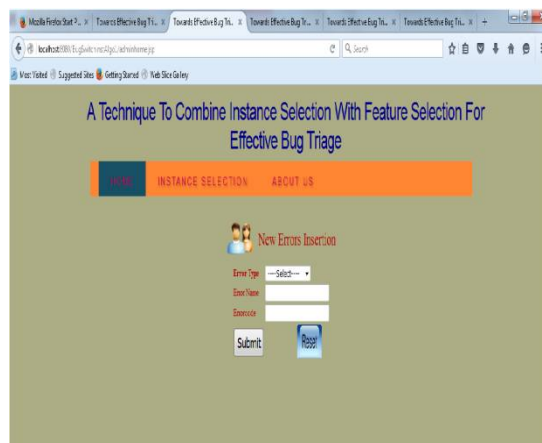 Mozilla Firefox Start P... × Towards Effective Bug Tri... × Towards Effective Bug Tri... × Towards Effective Bug Tr... × Towards Effective Bug Tri... × Towards Effective Bug Tri... × +
Search
Most Visited Suggested Sites Getting Started Web Slice Gallery
A Technique To Combine Instance Selection With Feature Selection For
Effective Bug Triage
HOME INSTANCE SELECTION ABOUT US
New Errors Insertion
Error Type ----Select----
Error Name
Errorcode
Submit Reset